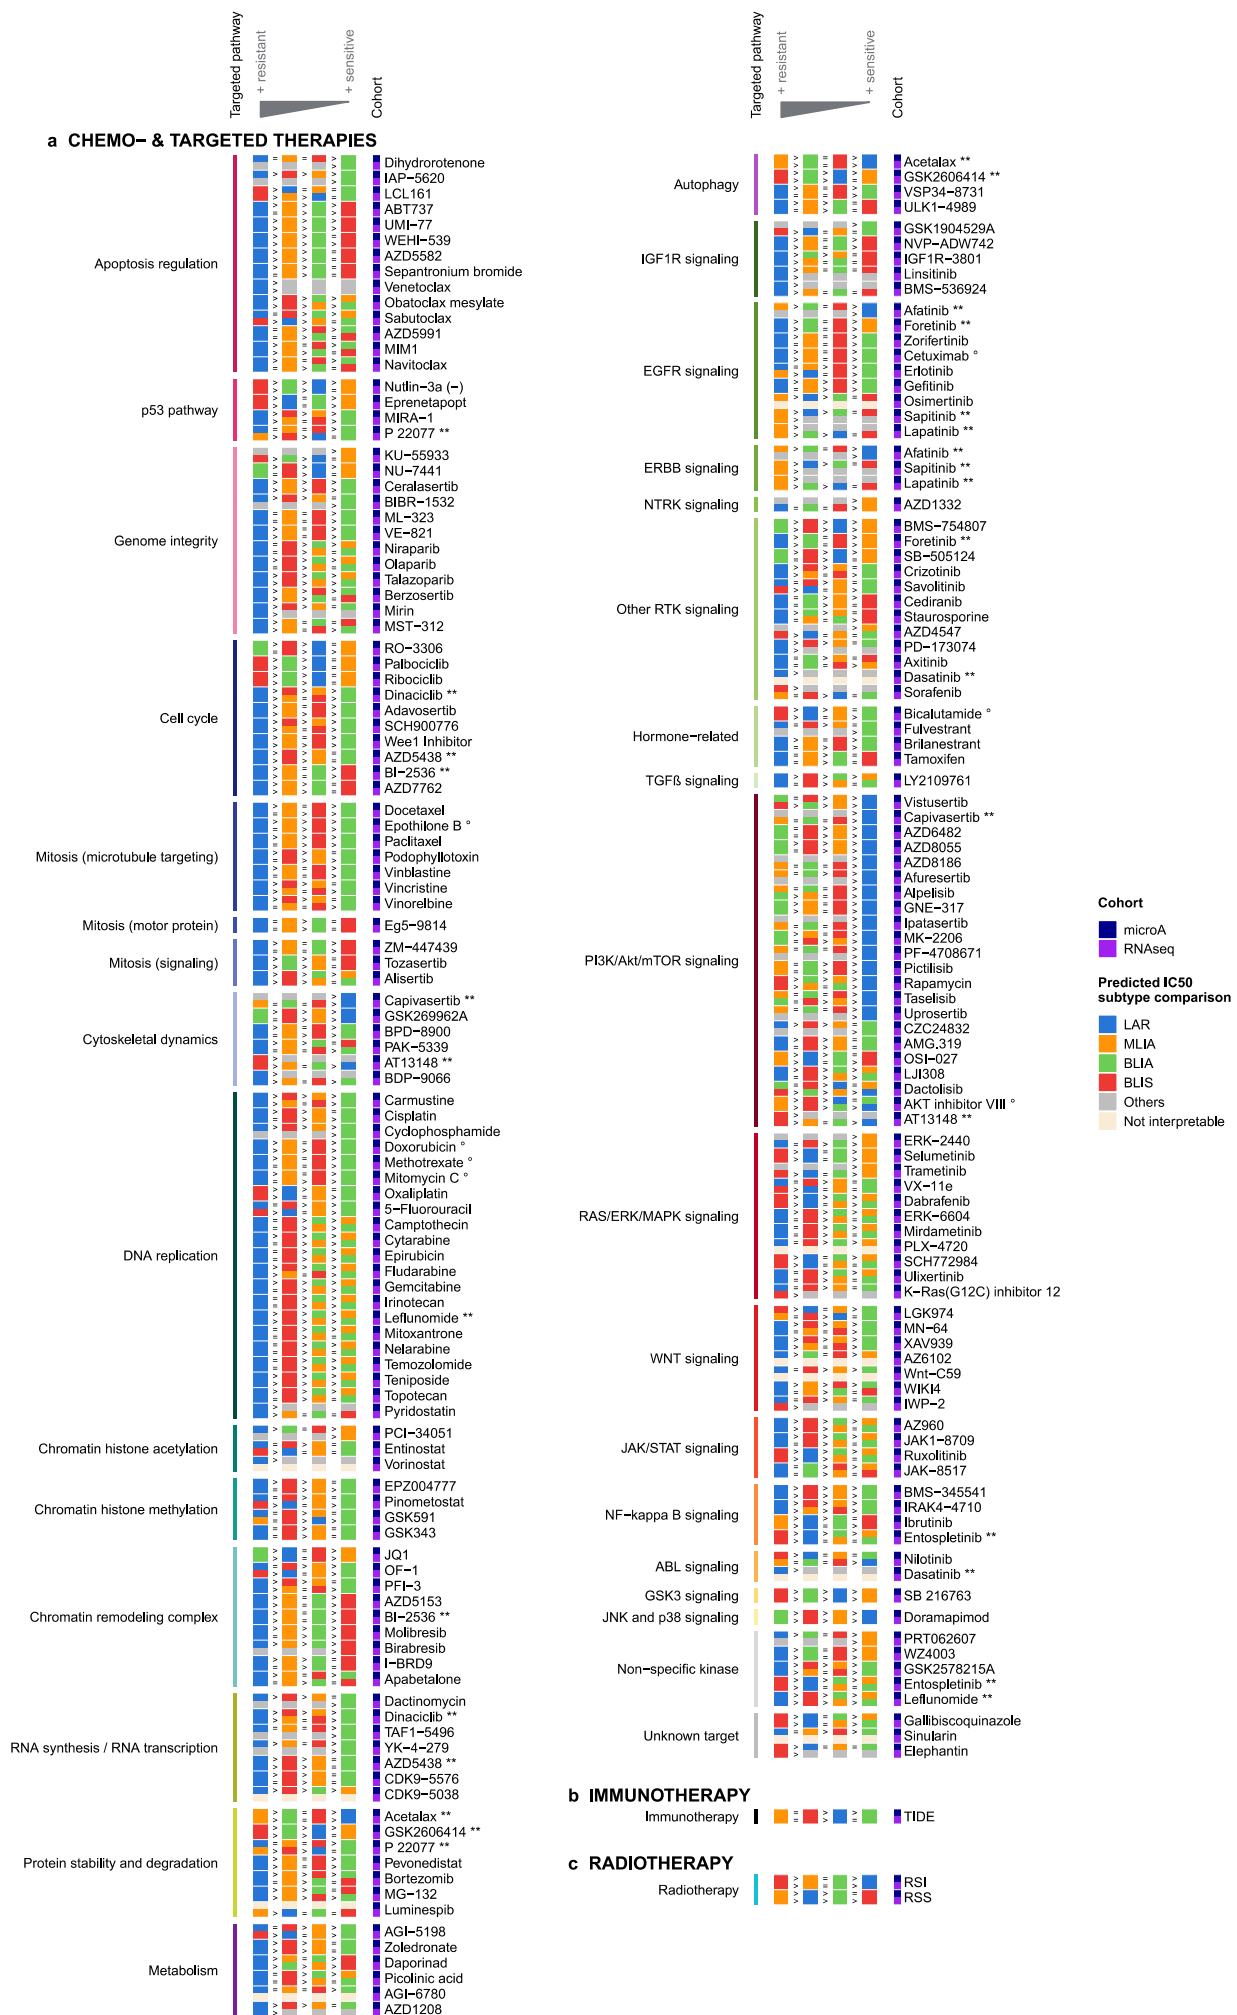 Targeted pathway
+ resistant
+ sensitive
Cohort
a CHEMO− & TARGETED THERAPIES
Apoptosis regulation
Dihydrorotenone
IAP−5620
LCL161
ABT737
UMI−77
WEHI−539
AZD5582
Sepantronium bromide
Venetoclax
Obatoclax mesylate
Sabutoclax
AZD5991
MIM1
Navitoclax
p53 pathway
Nutlin−3a (−)
Eprenetapopt
MIRA−1
P 22077 **
Genome integrity
KU−55933
NU−7441
Ceralasertib
BIBR−1532
ML−323
VE−821
Niraparib
Olaparib
Talazoparib
Berzosertib
Mirin
MST−312
Cell cycle
RO−3306
Palbociclib
Ribociclib
Dinaciclib **
Adavosertib
SCH900776
Wee1 Inhibitor
AZD5438 **
BI−2536 **
AZD7762
Mitosis (microtubule targeting)
Docetaxel
Epothilone B °
Paclitaxel
Podophyllotoxin
Vinblastine
Vincristine
Vinorelbine
Mitosis (motor protein)
Eg5−9814
Mitosis (signaling)
ZM−447439
Tozasertib
Alisertib
Cytoskeletal dynamics
Capivasertib **
GSK269962A
BPD−8900
PAK−5339
AT13148 **
BDP−9066
DNA replication
Carmustine
Cisplatin
Cyclophosphamide
Doxorubicin °
Methotrexate °
Mitomycin C °
Oxaliplatin
5−Fluorouracil
Camptothecin
Cytarabine
Epirubicin
Fludarabine
Gemcitabine
Irinotecan
Leflunomide **
Mitoxantrone
Nelarabine
Temozolomide
Teniposide
Topotecan
Pyridostatin
Chromatin histone acetylation
PCI−34051
Entinostat
Vorinostat
Chromatin histone methylation
EPZ004777
Pinometostat
GSK591
GSK343
Chromatin remodeling complex
JQ1
OF−1
PFI−3
AZD5153
BI−2536 **
Molibresib
Birabresib
I−BRD9
Apabetalone
RNA synthesis / RNA transcription
Dactinomycin
Dinaciclib **
TAF1−5496
YK−4−279
AZD5438 **
CDK9−5576
CDK9−5038
Protein stability and degradation
Acetalax **
GSK2606414 **
P 22077 **
Pevonedistat
Bortezomib
MG−132
Luminespib
Metabolism
AGI−5198
Zoledronate
Daporinad
Picolinic acid
AGI−6780
AZD1208
Targeted pathway
+ resistant
+ sensitive
Cohort
Autophagy
Acetalax **
GSK2606414 **
VSP34−8731
ULK1−4989
IGF1R signaling
GSK1904529A
NVP−ADW742
IGF1R−3801
Linsitinib
BMS−536924
EGFR signaling
Afatinib **
Foretinib **
Zorifertinib
Cetuximab °
Erlotinib
Gefitinib
Osimertinib
Sapitinib **
Lapatinib **
ERBB signaling
Afatinib **
Sapitinib **
Lapatinib **
NTRK signaling
AZD1332
Other RTK signaling
BMS−754807
Foretinib **
SB−505124
Crizotinib
Savolitinib
Cediranib
Staurosporine
AZD4547
PD−173074
Axitinib
Dasatinib **
Sorafenib
Hormone−related
Bicalutamide °
Fulvestrant
Brilanestrant
Tamoxifen
TGFß signaling
LY2109761
PI3K/Akt/mTOR signaling
Vistusertib
Capivasertib **
AZD6482
AZD8055
AZD8186
Afuresertib
Alpelisib
GNE−317
Ipatasertib
MK−2206
PF−4708671
Pictilisib
Rapamycin
Taselisib
Uprosertib
CZC24832
AMG.319
OSI−027
LJI308
Dactolisib
AKT inhibitor VIII °
AT13148 **
RAS/ERK/MAPK signaling
ERK−2440
Selumetinib
Trametinib
VX−11e
Dabrafenib
ERK−6604
Mirdametinib
PLX−4720
SCH772984
Ulixertinib
K−Ras(G12C) inhibitor 12
WNT signaling
LGK974
MN−64
XAV939
AZ6102
Wnt−C59
WIKI4
IWP−2
JAK/STAT signaling
AZ960
JAK1−8709
Ruxolitinib
JAK−8517
NF−kappa B signaling
BMS−345541
IRAK4−4710
Ibrutinib
Entospletinib **
ABL signaling
Nilotinib
Dasatinib **
GSK3 signaling
SB 216763
JNK and p38 signaling
Doramapimod
Non−specific kinase
PRT062607
WZ4003
GSK2578215A
Entospletinib **
Leflunomide **
Unknown target
Gallibiscoquinazole
Sinularin
Elephantin
b IMMUNOTHERAPY
Immunotherapy
TIDE
c RADIOTHERAPY
Radiotherapy
RSI
RSS
Cohort
microA
RNAseq
Predicted IC50
subtype comparison
LAR
MLIA
BLIA
BLIS
Others
Not interpretable